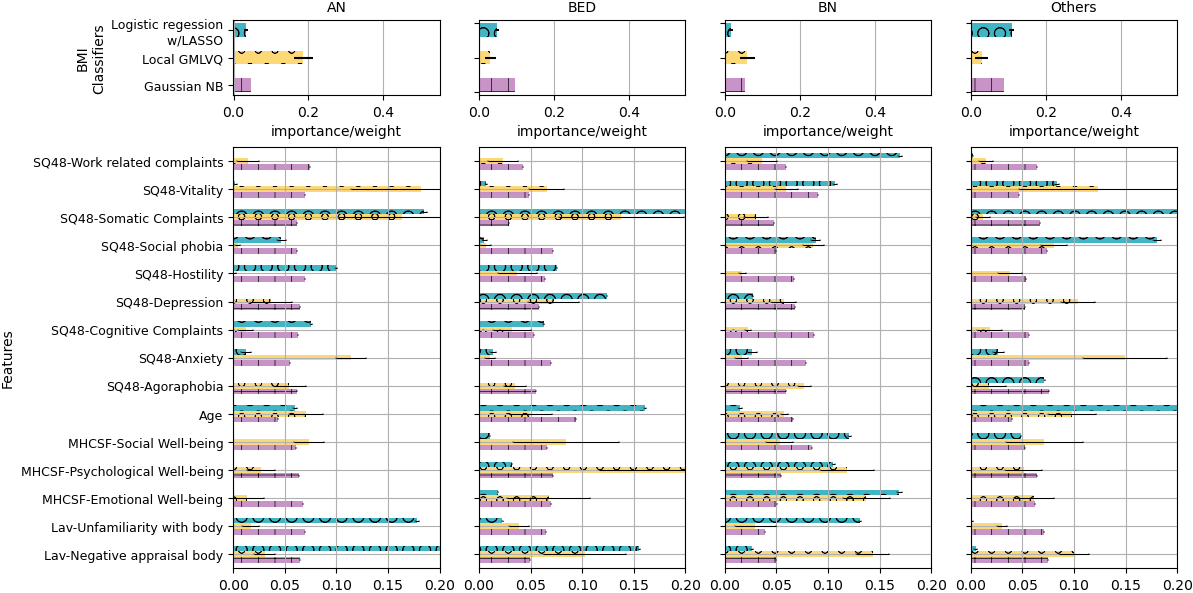 AN BED BN Others
BMI Classifiers
Logistic regession
w/LASSO
Local GMLVQ
Gaussian NB
0.0 0.2 0.4 0.0 0.2 0.4 0.0 0.2 0.4 0.0 0.2 0.4
importance/weight importance/weight importance/weight importance/weight
Features
SQ48-Work related complaints
SQ48-Vitality
SQ48-Somatic Complaints
SQ48-Social phobia
SQ48-Hostility
SQ48-Depression
SQ48-Cognitive Complaints
SQ48-Anxiety
SQ48-Agoraphobia
Age
MHCSF-Social Well-being
MHCSF-Psychological Well-being
MHCSF-Emotional Well-being
Lav-Unfamiliarity with body
Lav-Negative appraisal body
0.00 0.05 0.10 0.15 0.20 0.00 0.05 0.10 0.15 0.20 0.00 0.05 0.10 0.15 0.20 0.00 0.05 0.10 0.15 0.20